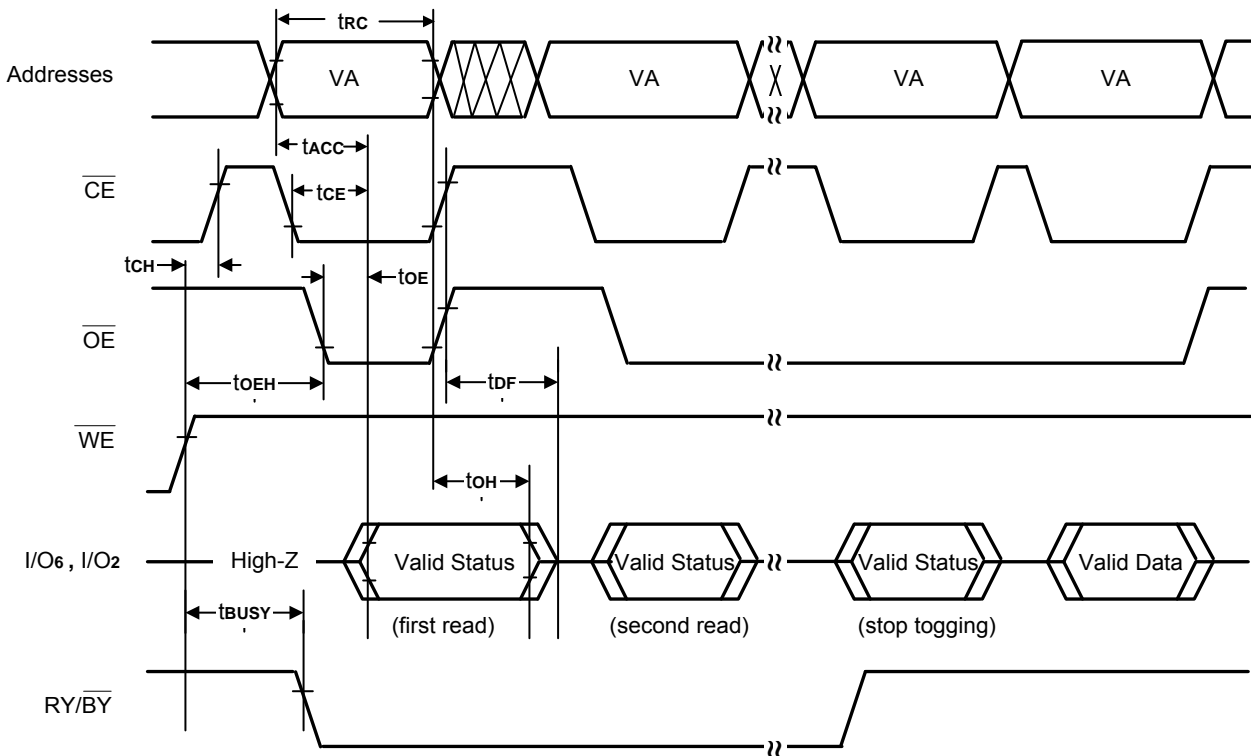 tRC
Addresses VA VA VA VA
tACC
CE tCE
tCH tOE
OE
tOEH tDF
WE
tOH
I/O6 , I/O2 High-Z Valid Status Valid Status Valid Status Valid Data
tBUSY (first read) (second read) (stop togging)
RY/BY